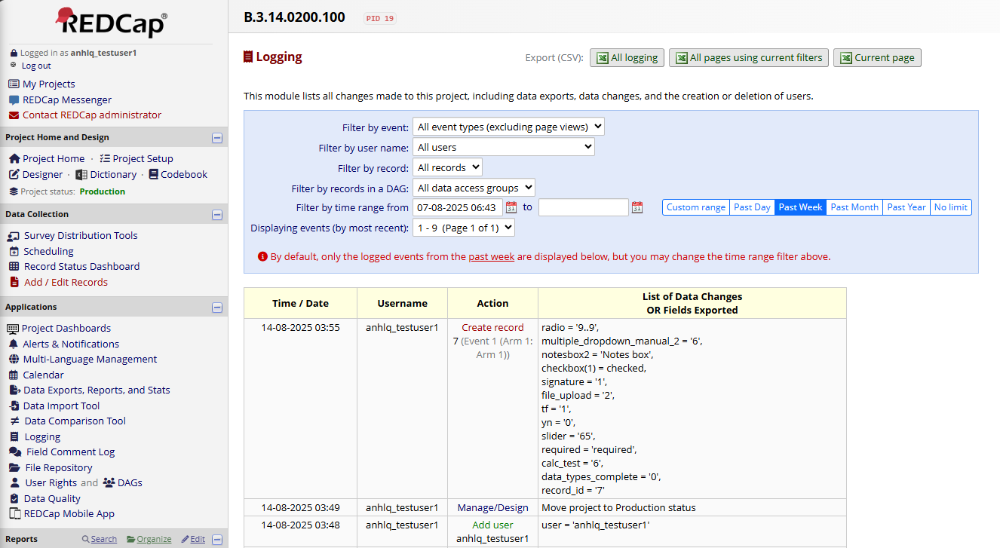 REDCap®
Logged in as anhlq_testuser1
Log out
My Projects
REDCap Messenger
Contact REDCap administrator
Project Home and Design
Project Home · Project Setup
Designer · Dictionary · Codebook
Project status: Production
Data Collection
Survey Distribution Tools
Scheduling
Record Status Dashboard
Add / Edit Records
Applications
Project Dashboards
Alerts & Notifications
Multi-Language Management
Calendar
Data Exports, Reports, and Stats
Data Import Tool
Data Comparison Tool
Logging
Field Comment Log
File Repository
User Rights and DAGs
Data Quality
REDCap Mobile App
Reports Search Organize Edit
B.3.14.0200.100 PID 19
Logging Export (CSV): All logging All pages using current filters Current page
This module lists all changes made to this project, including data exports, data changes, and the creation or deletion of users.
Filter by event: All event types (excluding page views)
Filter by user name: All users
Filter by record: All records
Filter by records in a DAG: All data access groups
Filter by time range from 07-08-2025 06:43 31 to 31 Custom range Past Day Past Week Past Month Past Year No limit
Displaying events (by most recent): 1 - 9 (Page 1 of 1)
By default, only the logged events from the past week are displayed below, but you may change the time range filter above.
Time / Date Username Action List of Data Changes
OR Fields Exported
14-08-2025 03:55 anhlq_testuser1 Create record radio = '9..9',
7 (Event 1 (Arm 1: multiple_dropdown_manual_2 = '6',
Arm 1)) notesbox2 = 'Notes box',
checkbox(1) = checked,
signature = '1',
file_upload = '2',
tf = '1',
yn = '0',
slider = '65',
required = 'required',
calc_test = '6',
data_types_complete = '0',
record_id = '7'
14-08-2025 03:49 anhlq_testuser1 Manage/Design Move project to Production status
14-08-2025 03:48 anhlq_testuser1 Add user user = 'anhlq_testuser1'
anhlq_testuser1